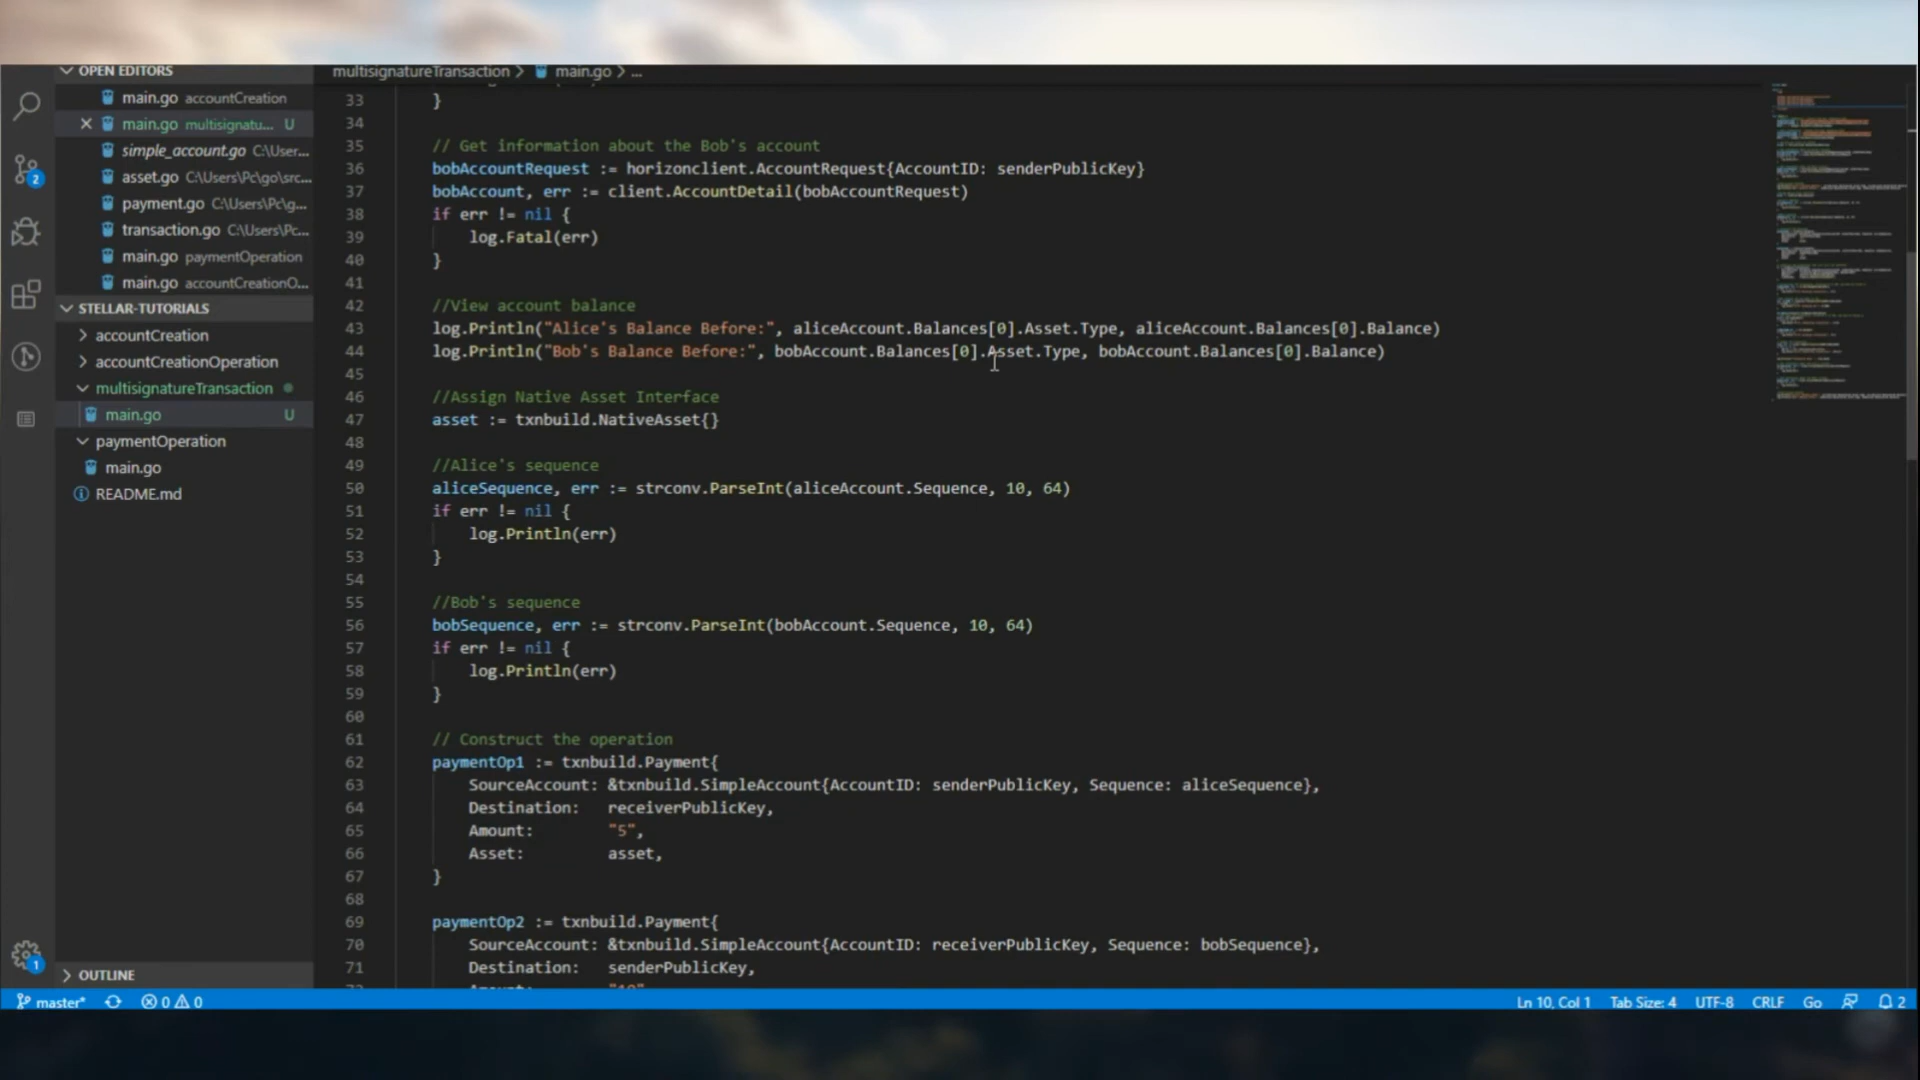 OPEN EDITORS
main.go accountCreation
main.go multisignatu... U
simple_account.go C:\User...
asset.go C:\Users\Pc\go\src...
payment.go C:\Users\Pc\g...
transaction.go C:\Users\Pc...
main.go paymentOperation
main.go accountCreationO...
STELLAR-TUTORIALS
accountCreation
accountCreationOperation
multisignatureTransaction
main.go U
paymentOperation
main.go
README.md
OUTLINE
2
1
multisignatureTransaction > main.go > ...
33 }
34
35 // Get information about the Bob's account
36 bobAccountRequest := horizonclient.AccountRequest{AccountID: senderPublicKey}
37 bobAccount, err := client.AccountDetail(bobAccountRequest)
38 if err != nil {
39 log.Fatal(err)
40 }
41
42 //View account balance
43 log.Println("Alice's Balance Before:", aliceAccount.Balances[0].Asset.Type, aliceAccount.Balances[0].Balance)
44 log.Println("Bob's Balance Before:", bobAccount.Balances[0].Asset.Type, bobAccount.Balances[0].Balance)
45
46 //Assign Native Asset Interface
47 asset := txnbuild.NativeAsset{}
48
49 //Alice's sequence
50 aliceSequence, err := strconv.ParseInt(aliceAccount.Sequence, 10, 64)
51 if err != nil {
52 log.Println(err)
53 }
54
55 //Bob's sequence
56 bobSequence, err := strconv.ParseInt(bobAccount.Sequence, 10, 64)
57 if err != nil {
58 log.Println(err)
59 }
60
61 // Construct the operation
62 paymentOp1 := txnbuild.Payment{
63 SourceAccount: &txnbuild.SimpleAccount{AccountID: senderPublicKey, Sequence: aliceSequence},
64 Destination: receiverPublicKey,
65 Amount: "5",
66 Asset: asset,
67 }
68
69 paymentOp2 := txnbuild.Payment{
70 SourceAccount: &txnbuild.SimpleAccount{AccountID: receiverPublicKey, Sequence: bobSequence},
71 Destination: senderPublicKey,
master* 0 0 Ln 10, Col 1 Tab Size: 4 UTF-8 CRLF Go 2